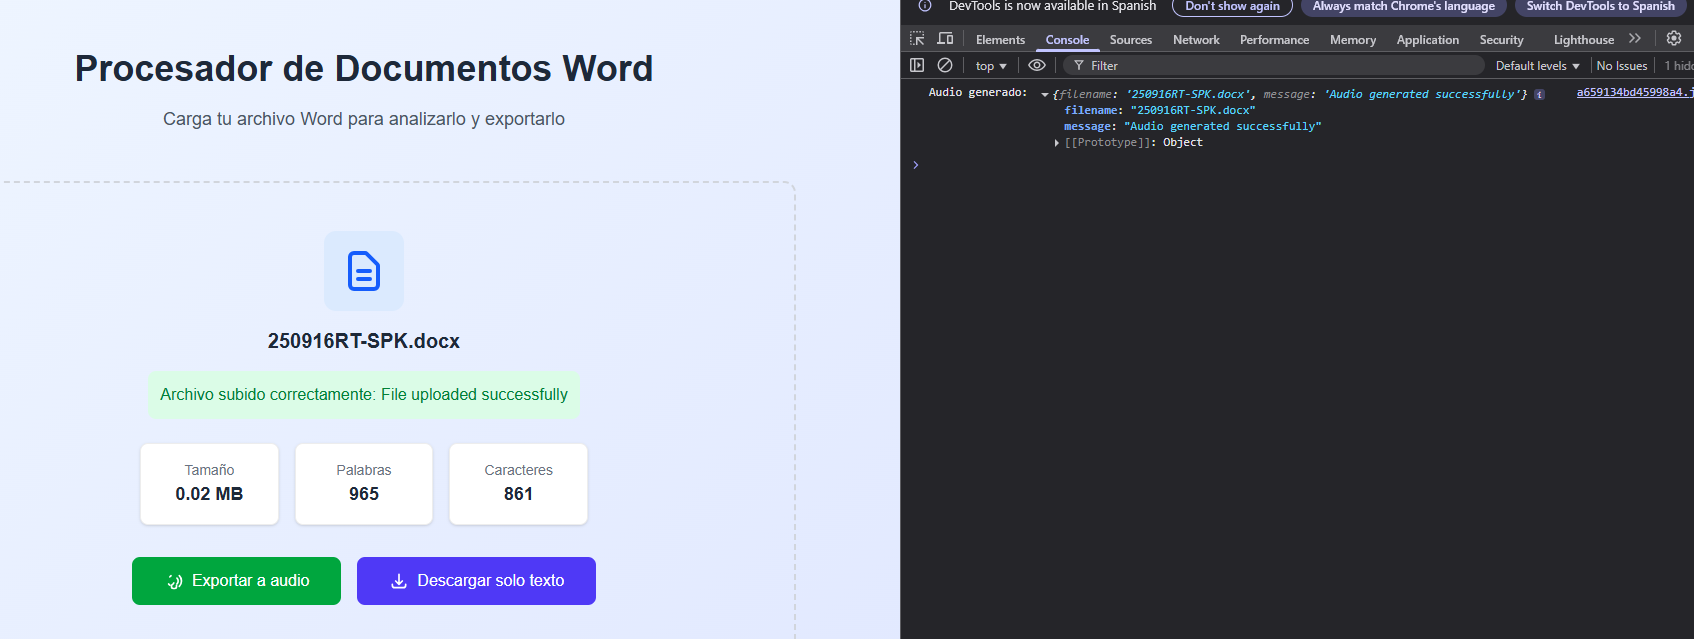 Procesador de Documentos Word
Carga tu archivo Word para analizarlo y exportarlo
250916RT-SPK.docx
Archivo subido correctamente: File uploaded successfully
Tamaño
0.02 MB
Palabras
965
Caracteres
861
Exportar a audio
Descargar solo texto
DevTools is now available in Spanish Don't show again Always match Chrome's language Switch DevTools to Spanish
Elements Console Sources Network Performance Memory Application Security Lighthouse
top Filter Default levels No Issues 1 hidd
Audio generado: {filename: '250916RT-SPK.docx', message: 'Audio generated successfully'} a659134bd45998a4.j
filename: "250916RT-SPK.docx"
message: "Audio generated successfully"
[[Prototype]]: Object